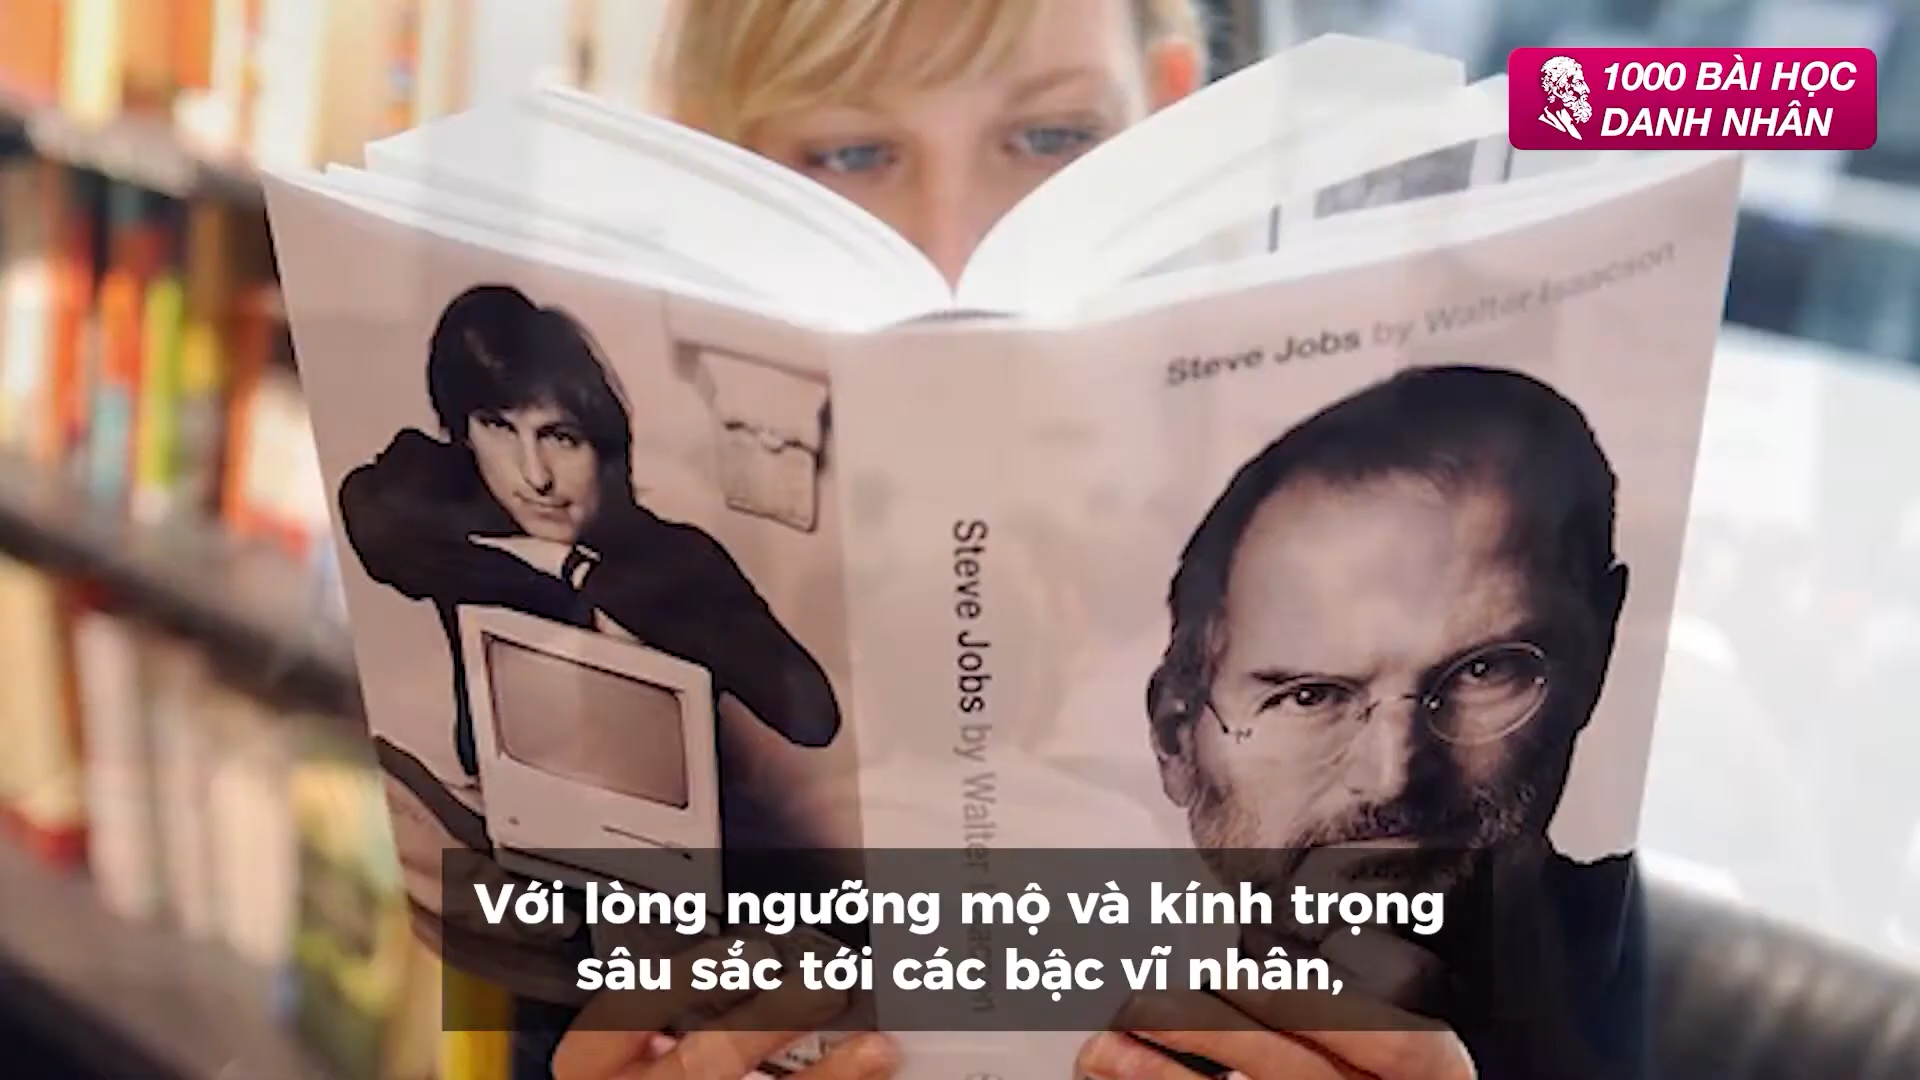 1000 BÀI HỌC
DANH NHÂN
Steve Jobs by Walter Isaacson
Steve Jobs by Walter
Với lòng ngưỡng mộ và kính trọng
sâu sắc tới các bậc vĩ nhân,